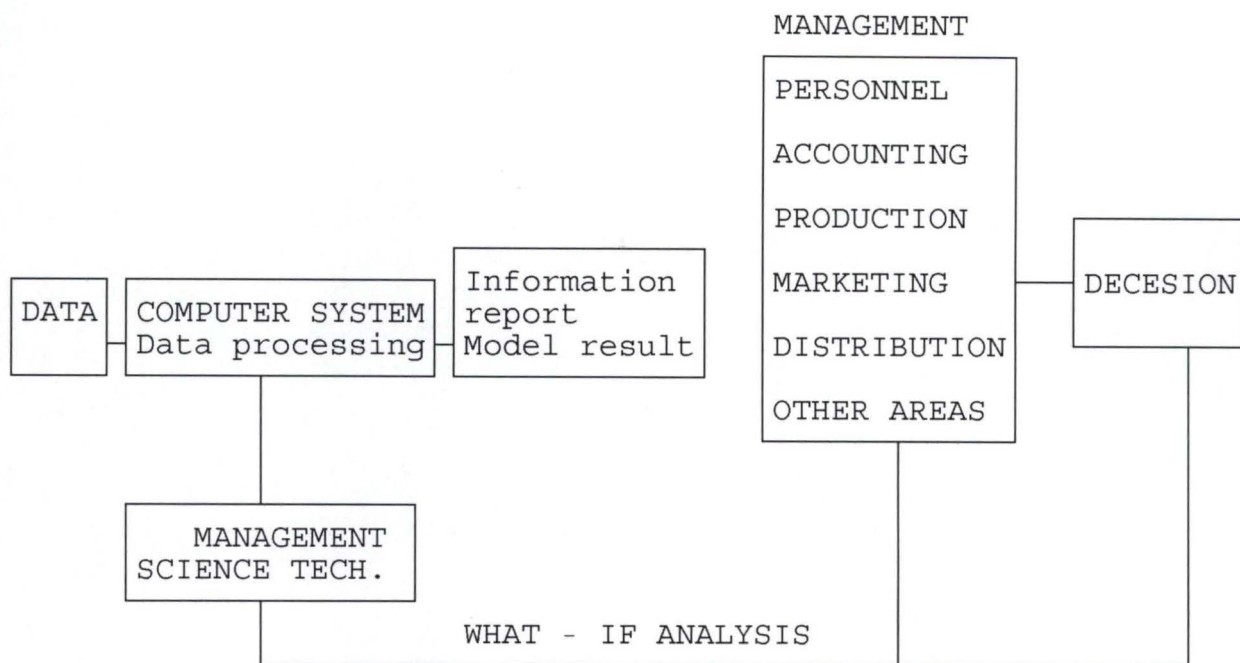 MANAGEMENT
PERSONNEL
ACCOUNTING
PRODUCTION
MARKETING
DISTRIBUTION
OTHER AREAS
DATA
COMPUTER SYSTEM
Data processing
Information
report
Model result
DECESION
MANAGEMENT
SCIENCE TECH.
WHAT - IF ANALYSIS